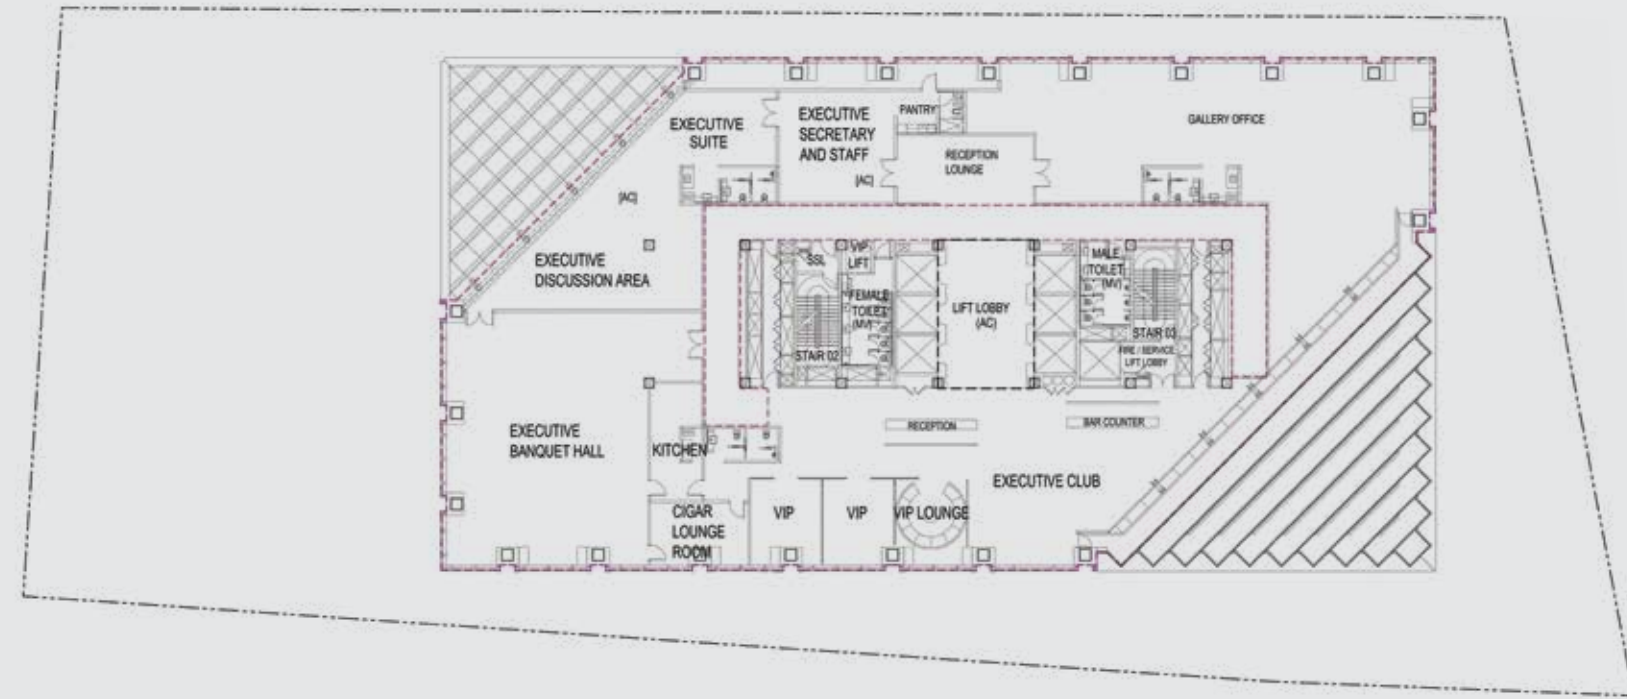 EXECUTIVE
SUITE
EXECUTIVE
SECRETARY
AND STAFF
[AC]
PANTRY
RECEPTION
LOUNGE
GALLERY OFFICE
[AC]
EXECUTIVE
DISCUSSION AREA
SSL
VIP
LIFT
FEMALE
TOILET
(MV)
STAIR 02
LIFT LOBBY
(AC)
MALE
TOILET
(MV)
STAIR 03
FIRE / SERVICE
LIFT LOBBY
EXECUTIVE
BANQUET HALL
KITCHEN
RECEPTION
BAR COUNTER
EXECUTIVE CLUB
CIGAR
LOUNGE
ROOM
VIP
VIP
VIP LOUNGE